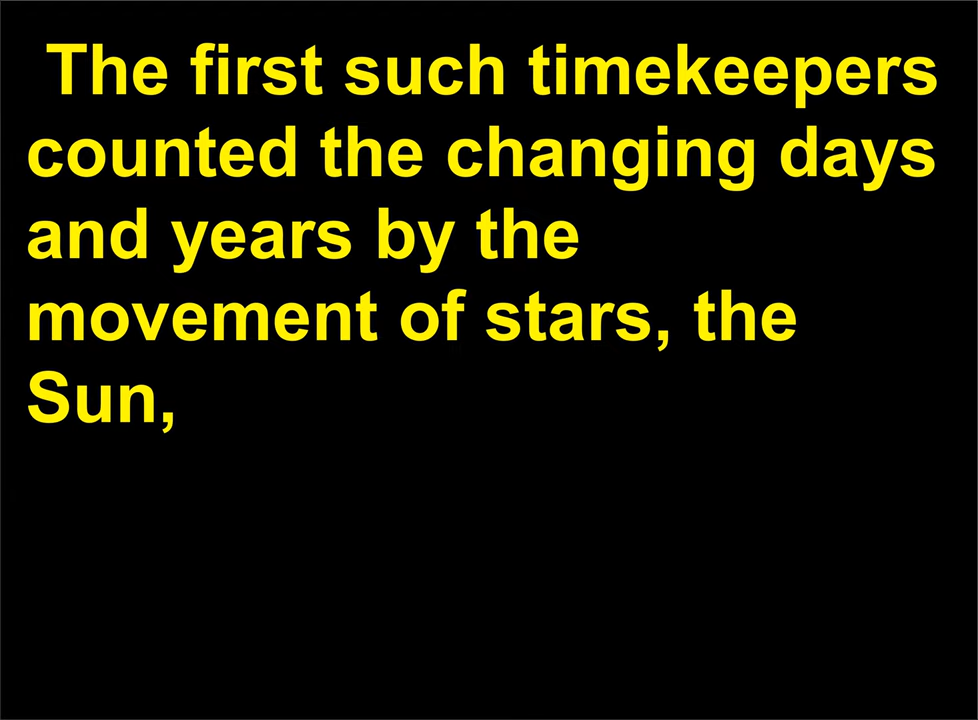 The first such timekeepers
counted the changing days
and years by the
movement of stars, the
Sun,